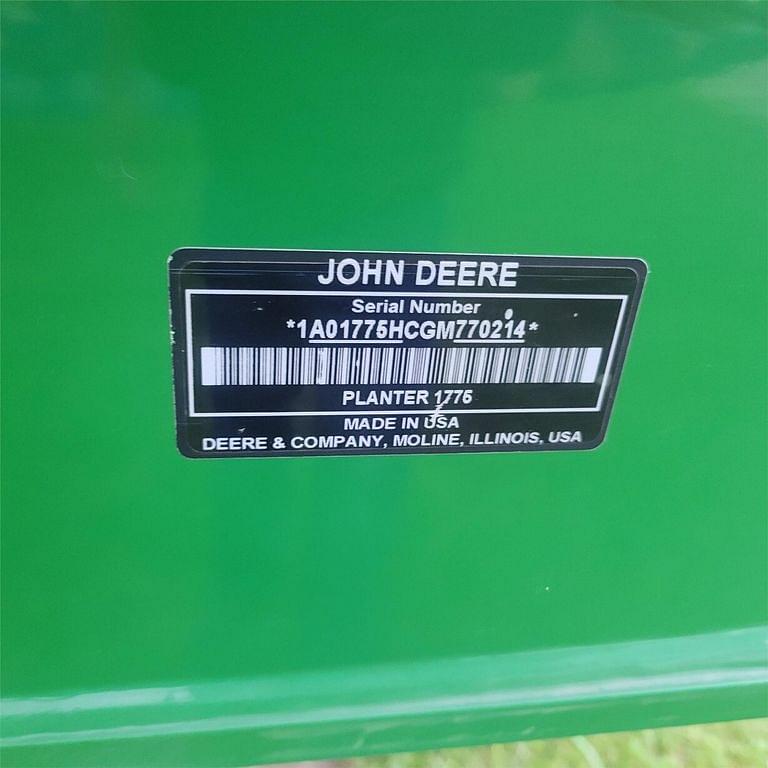 JOHN DEERE
Serial Number
*1A01775HCGM770214*
PLANTER 1775
MADE IN USA
DEERE & COMPANY, MOLINE, ILLINOIS, USA